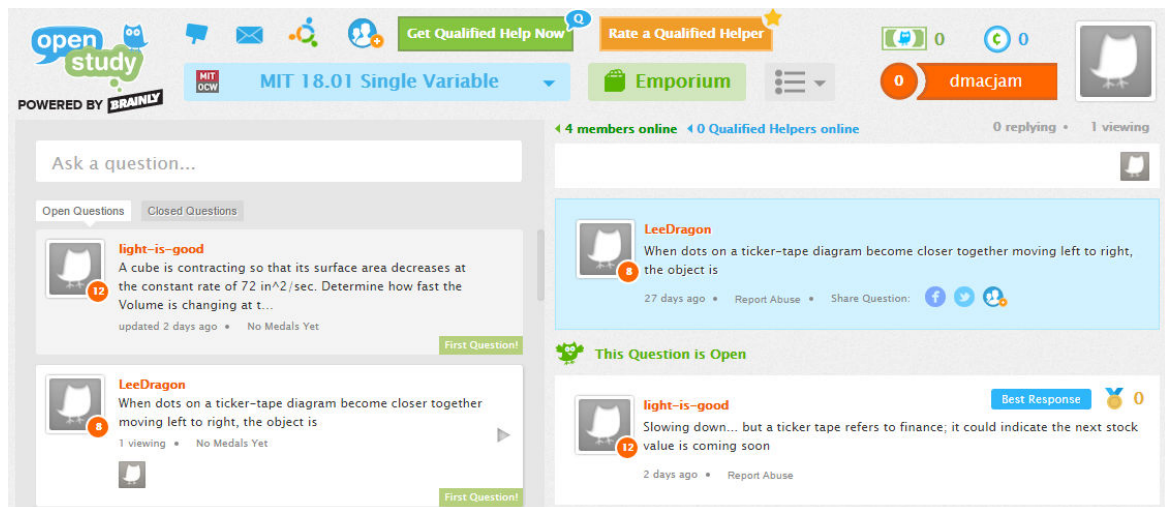 open
study
POWERED BY BRAINLY
Get Qualified Help Now
Q
Rate a Qualified Helper
0
C
0
MIT
OCW
MIT 18.01 Single Variable
Emporium
0
dmacjam
4 members online
0 Qualified Helpers online
0 replying •
1 viewing
Ask a question...
Open Questions
Closed Questions
light-is-good
A cube is contracting so that its surface area decreases at
the constant rate of 72 in^2/sec. Determine how fast the
Volume is changing at t...
12
updated 2 days ago • No Medals Yet
First Question!
LeeDragon
When dots on a ticker-tape diagram become closer together
moving left to right, the object is
8
1 viewing • No Medals Yet
First Question!
LeeDragon
When dots on a ticker-tape diagram become closer together moving left to right,
the object is
8
27 days ago • Report Abuse • Share Question:
f
This Question is Open
light-is-good
Best Response
0
Slowing down... but a ticker tape refers to finance; it could indicate the next stock
value is coming soon
12
2 days ago • Report Abuse